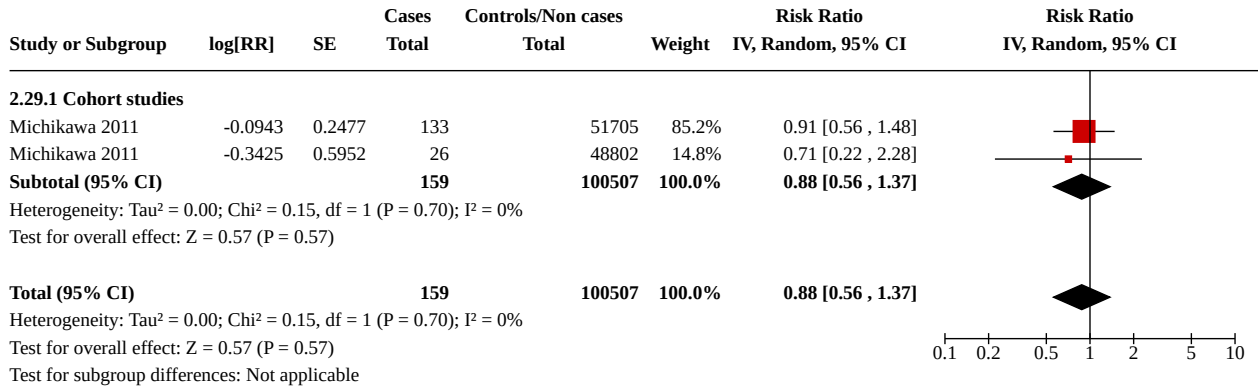 Cases Controls/Non cases Risk Ratio Risk Ratio
Study or Subgroup log[RR] SE Total Total Weight IV, Random, 95% CI IV, Random, 95% CI
2.29.1 Cohort studies
Michikawa 2011 -0.0943 0.2477 133 51705 85.2% 0.91 [0.56 , 1.48]
Michikawa 2011 -0.3425 0.5952 26 48802 14.8% 0.71 [0.22 , 2.28]
Subtotal (95% CI) 159 100507 100.0% 0.88 [0.56 , 1.37]
Heterogeneity: Tau² = 0.00; Chi² = 0.15, df = 1 (P = 0.70); I² = 0%
Test for overall effect: Z = 0.57 (P = 0.57)
Total (95% CI) 159 100507 100.0% 0.88 [0.56 , 1.37]
Heterogeneity: Tau² = 0.00; Chi² = 0.15, df = 1 (P = 0.70); I² = 0%
Test for overall effect: Z = 0.57 (P = 0.57)
0.1 0.2 0.5 1 2 5 10
Test for subgroup differences: Not applicable